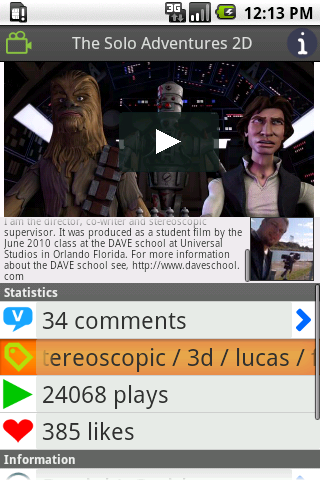 3G
12:13 PM
The Solo Adventures 2D
I am the director, co-writer and stereoscopic
supervisor. It was produced as a student film by the
June 2010 class at the DAVE school at Universal
Studios in Orlando Florida. For more information
about the DAVE school see, http://www.daveschool.
com
Statistics
34 comments
tereoscopic / 3d / lucas / f
24068 plays
385 likes
Information